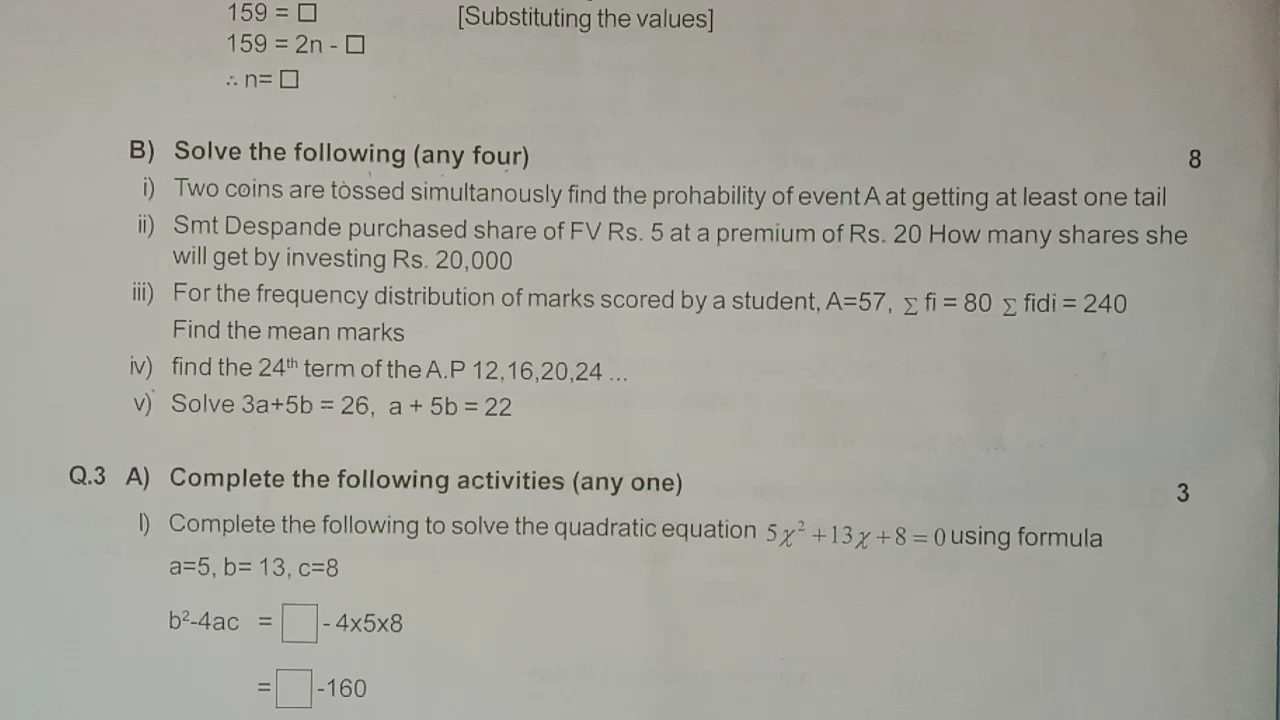 159 = □ [Substituting the values]
159 = 2n - □
∴ n= □
B) Solve the following (any four) 8
i) Two coins are tossed simultanously find the prohability of event A at getting at least one tail
ii) Smt Despande purchased share of FV Rs. 5 at a premium of Rs. 20 How many shares she
will get by investing Rs. 20,000
iii) For the frequency distribution of marks scored by a student, A=57, Σ fi = 80 Σ fidi = 240
Find the mean marks
iv) find the 24th term of the A.P 12,16,20,24 ...
v) Solve 3a+5b = 26, a + 5b = 22
Q.3 A) Complete the following activities (any one) 3
I) Complete the following to solve the quadratic equation 5χ² +13χ+8 = 0 using formula
a=5, b= 13, c=8
b²-4ac = □ - 4x5x8
= □ -160